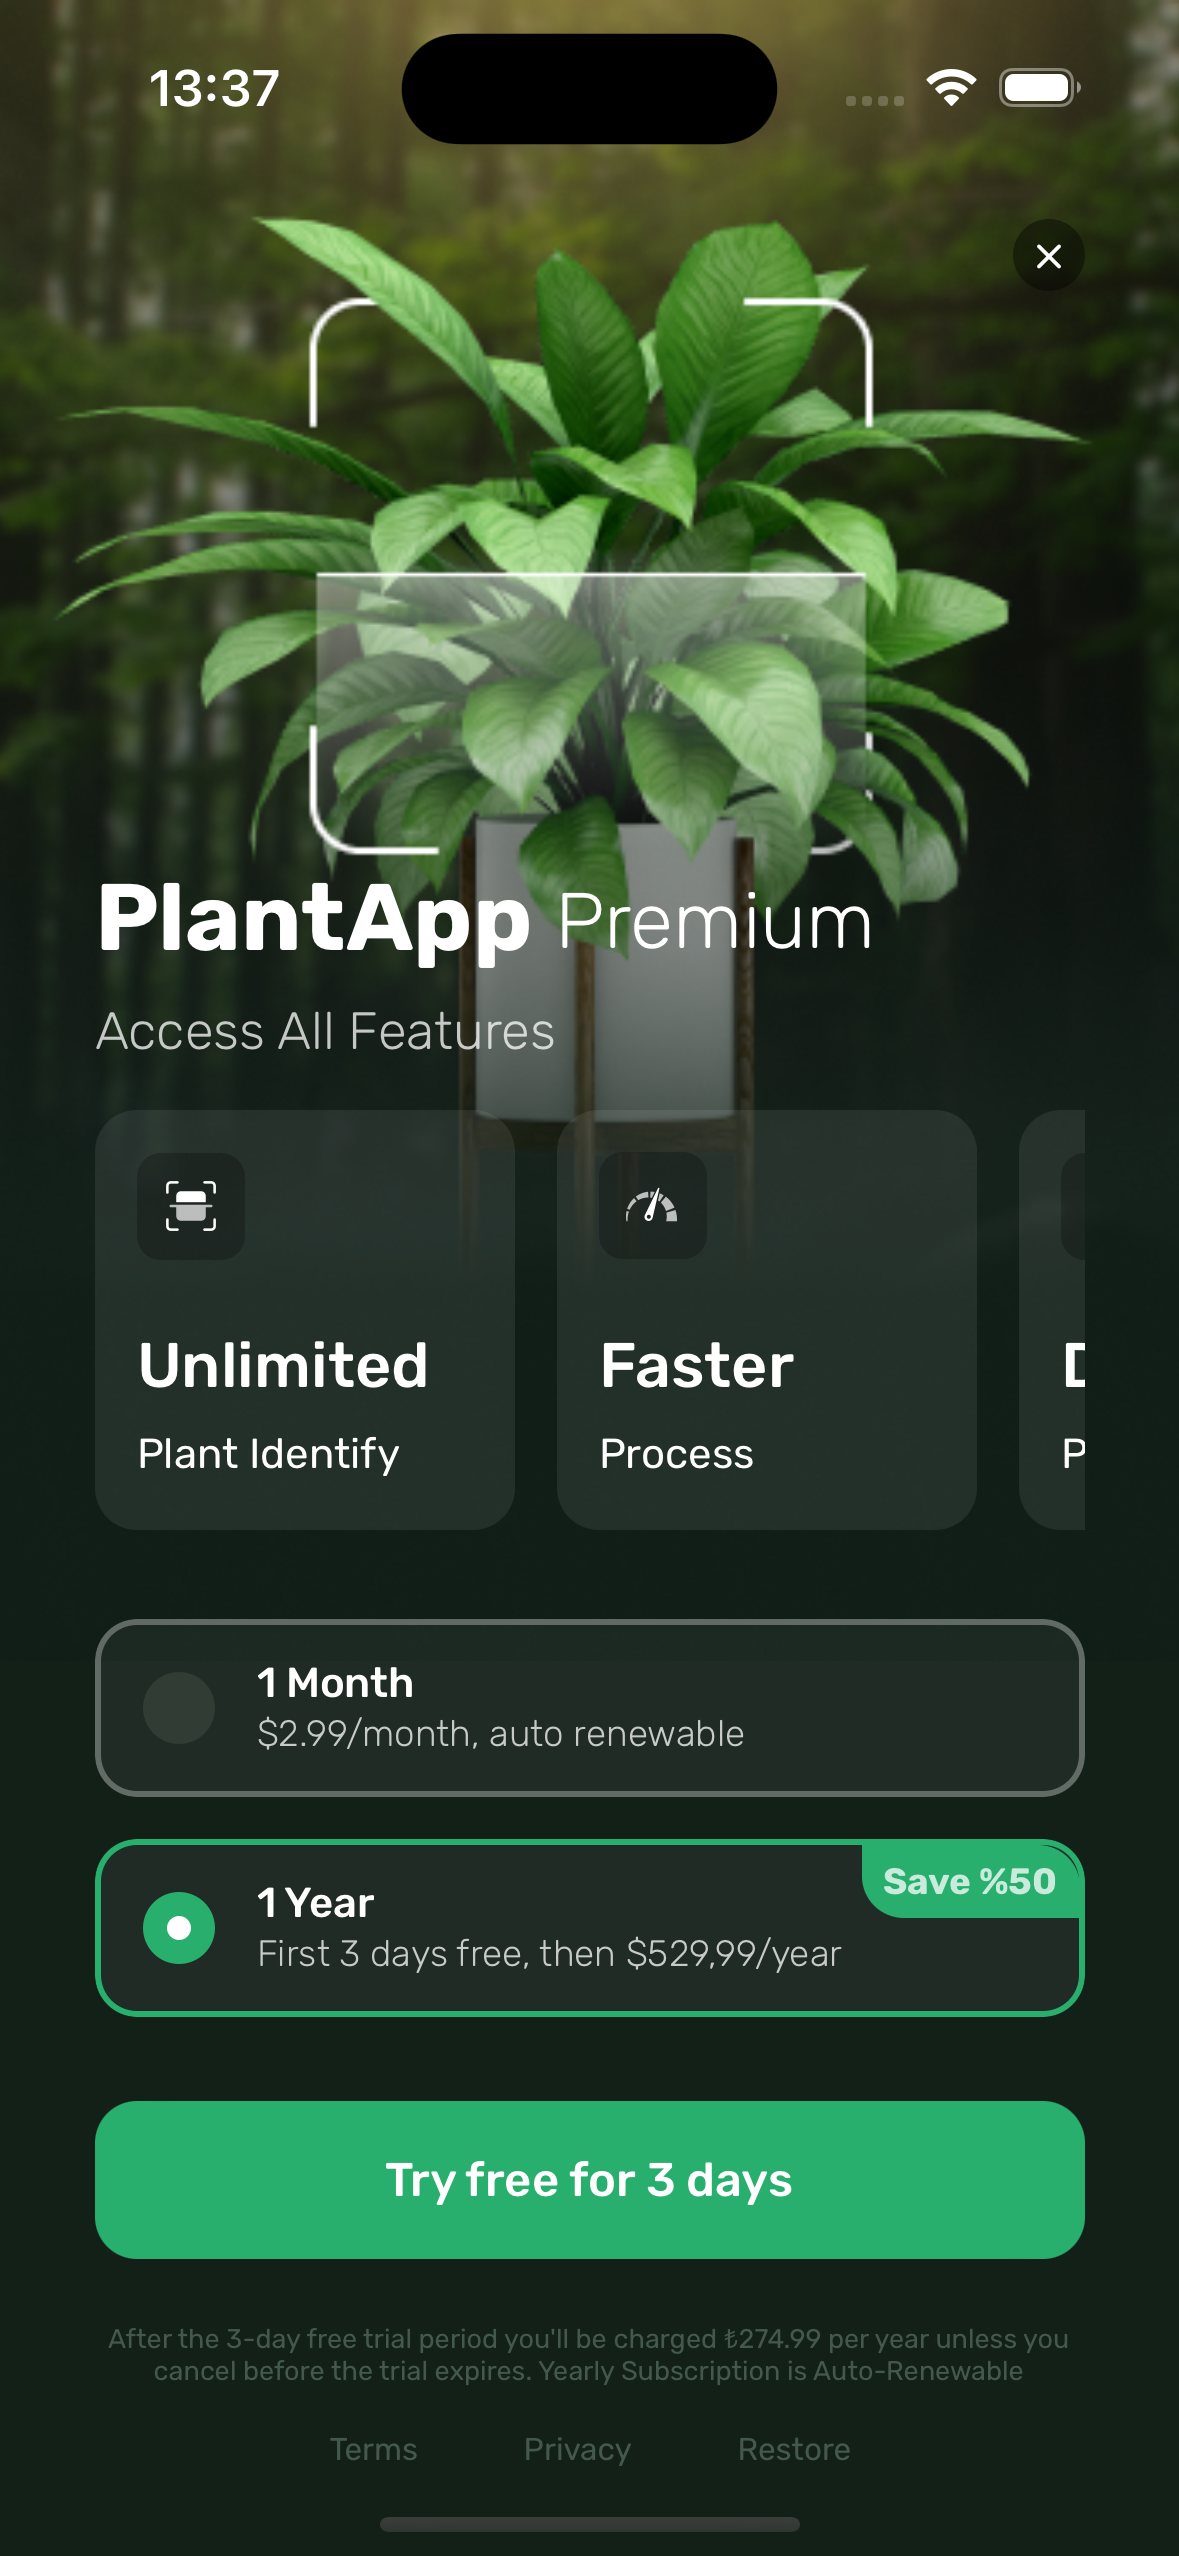 13:37
PlantApp Premium
Access All Features
Unlimited
Plant Identify
Faster
Process
1 Month
$2.99/month, auto renewable
Save %50
1 Year
First 3 days free, then $529,99/year
Try free for 3 days
After the 3-day free trial period you'll be charged ₺274.99 per year unless you
cancel before the trial expires. Yearly Subscription is Auto-Renewable
Terms
Privacy
Restore